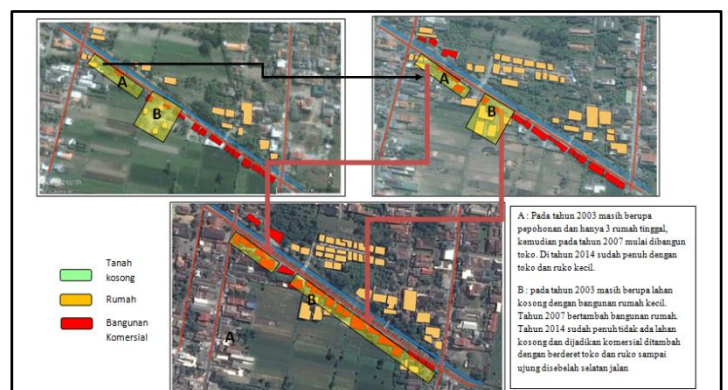 A
B
A
B
B
A
Tanah
kosong
Rumah
Bangunan
Komersial
A : Pada tahun 2003 masih berupa
pepohonan dan hanya 3 rumah tinggal,
kemudian pada tahun 2007 mulai dibangun
toko. Di tahun 2014 sudah penuh dengan
toko dan ruko kecil.
B : pada tahun 2003 masih berupa lahan
kosong dengan bangunan rumah kecil.
Tahun 2007 bertambah bangunan rumah.
Tahun 2014 sudah penuh tidak ada lahan
kosong dan dijadikan komersial ditambah
dengan berderet toko dan ruko sampai
ujung disebelah selatan jalan